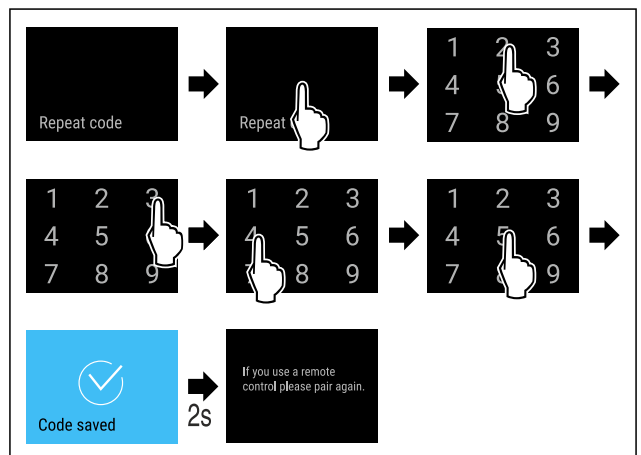 Repeat code
Repeat
1 2 3
4 6
7 8 9
1 2 3
4 5
7 8 9
1 2 3
4 5 6
8 9
1 2 3
4 5 6
7 9
Code saved
2s
If you use a remote
control please pair again.